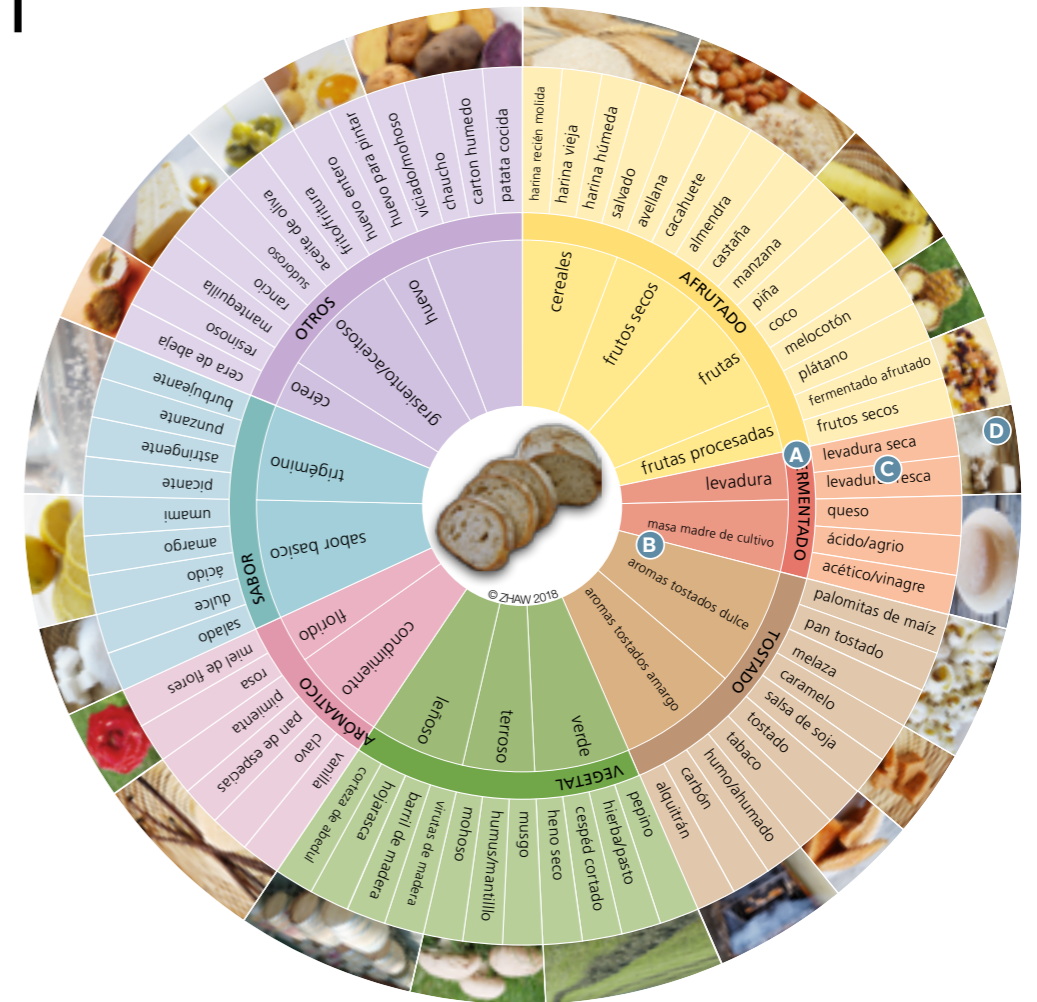 harina recién molida
harina vieja
harina húmeda
salvado
avellana
cacahuete
almendra
castaña
manzana
piña
coco
melocotón
plátano
fermentado afrutado
frutos secos
levadura seca
queso
ácido/agrio
acético/vinagre
palomitas de maíz
pan tostado
melaza
caramelo
salsa de soja
tostado
tabaco
humo/ahumado
carbón
alquitrán
pepino
hierba/pasto
cespéd cortado
heno seco
musgo
humus/mantillo
mohoso
virutas de madera
barril de madera
hojarasca
corteza de abedul
vanilla
clavo
pan de especias
pimienta
rosa
miel de flores
salado
dulce
ácido
amargo
umami
picante
astringente
punzante
burbujeante
cera de abeja
resinoso
mantequilla
rancio
sudoroso
aceite de oliva
frito/fritura
huevo entero
huevo para pintar
viciado/mohoso
chaucho
carton humedo
patata cocida
AFRUTADO
TOSTADO
VEGETAL
AROMATICO
SABOR
OTROS
cereales
frutos secos
frutas
frutas procesadas
levadura
masa madre de cultivo
aromas tostados dulce
aromas tostados amargo
verde
terroso
leñoso
condimiento
florido
sabor basico
trigémino
céreo
grasiento/aceitoso
huevo
A
B
C
D
© ZHAW 2018